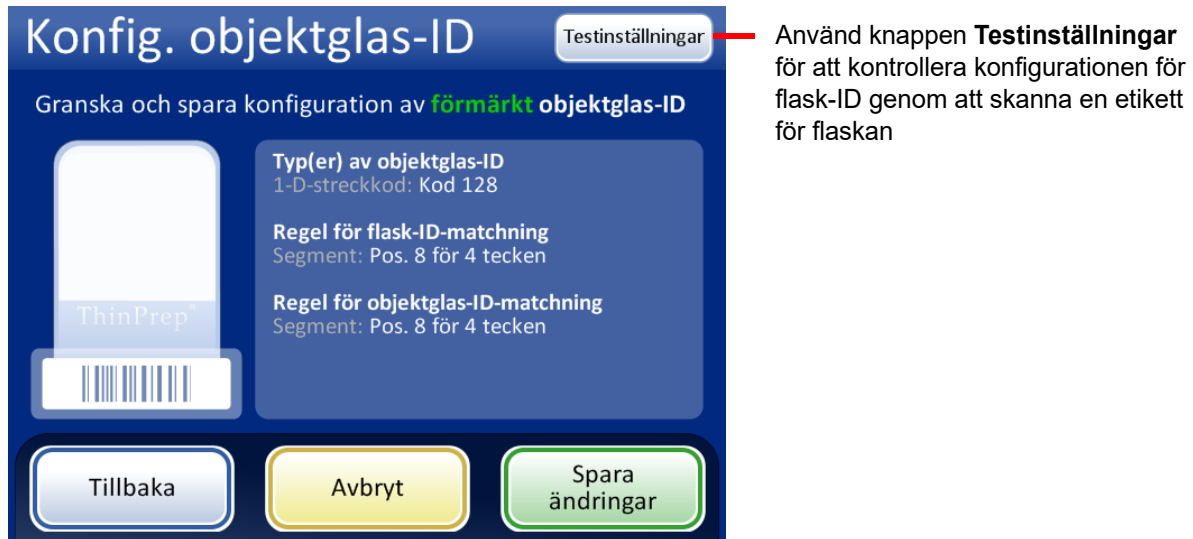 Konfig. objektglas-ID
Testinställningar
Använd knappen Testinställningar
för att kontrollera konfigurationen för
flask-ID genom att skanna en etikett
för flaskan
Granska och spara konfiguration av förmärkt objektglas-ID
Typ(er) av objektglas-ID
1-D-streckkod: Kod 128
Regel för flask-ID-matchning
Segment: Pos. 8 för 4 tecken
Regel för objektglas-ID-matchning
Segment: Pos. 8 för 4 tecken
ThinPrep®
Tillbaka
Avbryt
Spara
ändringar